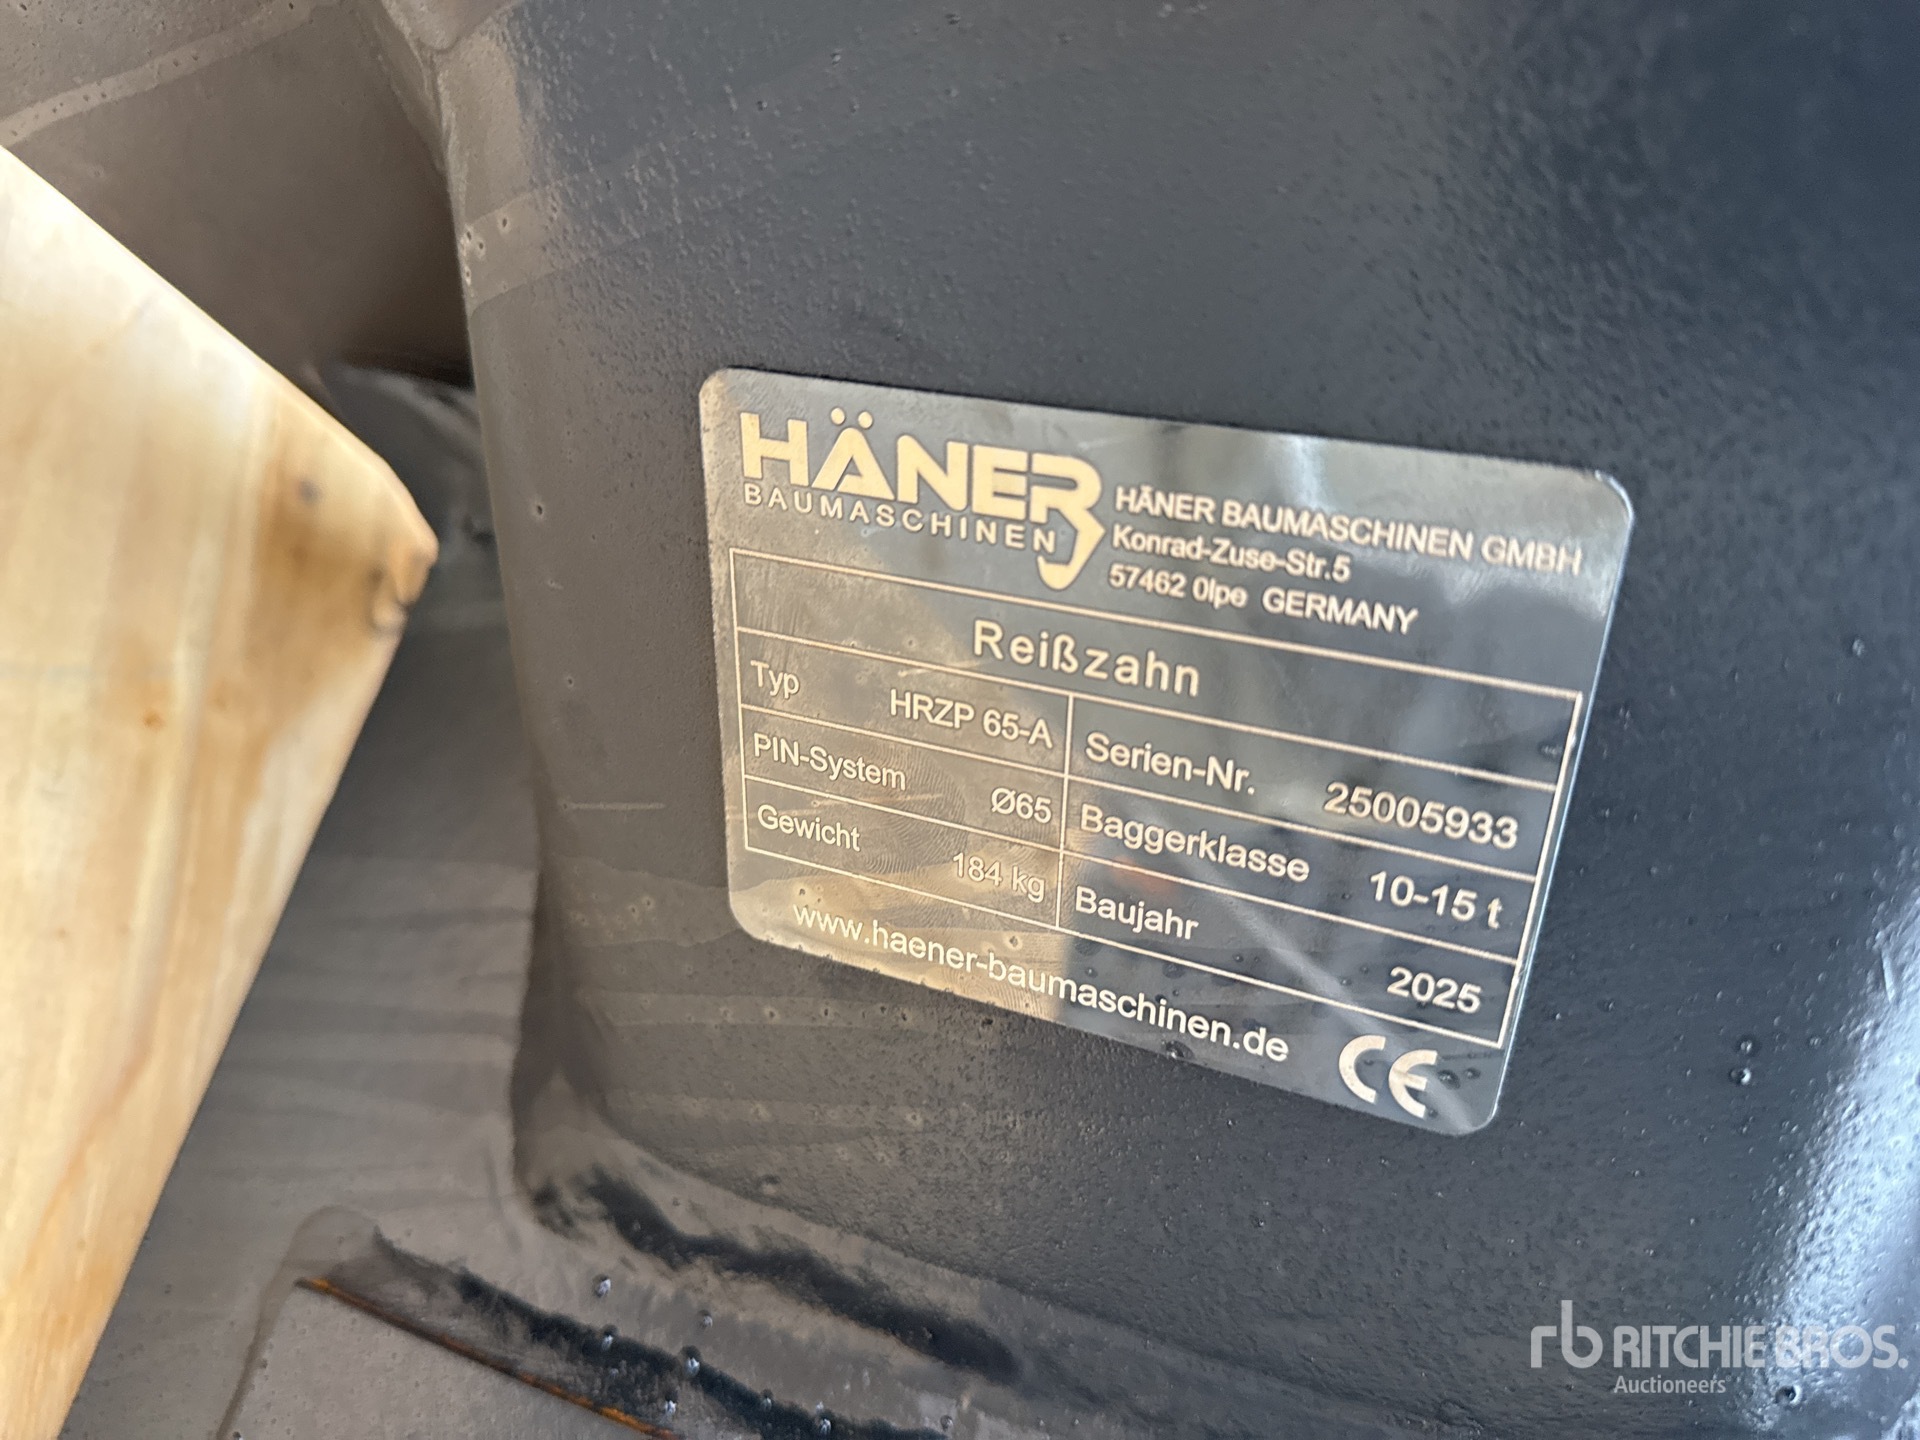 HÄNER
BAUMASCHINEN
HÄNER BAUMASCHINEN GMBH
Konrad-Zuse-Str.5
57462 Olpe GERMANY
Reißzahn
Typ HRZP 65-A Serien-Nr. 25005933
PIN-System Ø65 Baggerklasse 10-15 t
Gewicht 184 kg Baujahr 2025
www.haener-baumaschinen.de CE
rb RITCHIE BROS.
Auctioneers